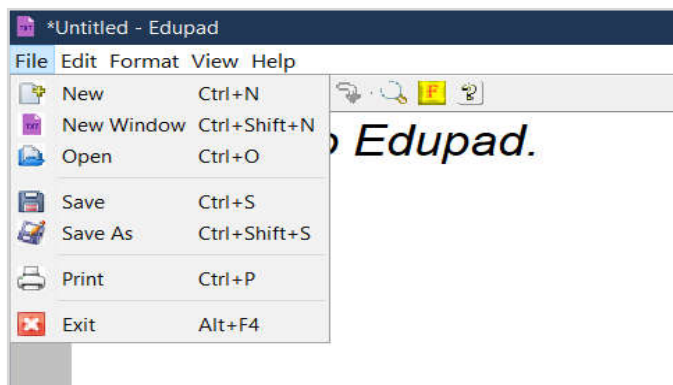 *Untitled - Edupad
File Edit Format View Help
New Ctrl+N
New Window Ctrl+Shift+N
Open Ctrl+O
Edupad.
Save Ctrl+S
Save As Ctrl+Shift+S
Print Ctrl+P
Exit Alt+F4